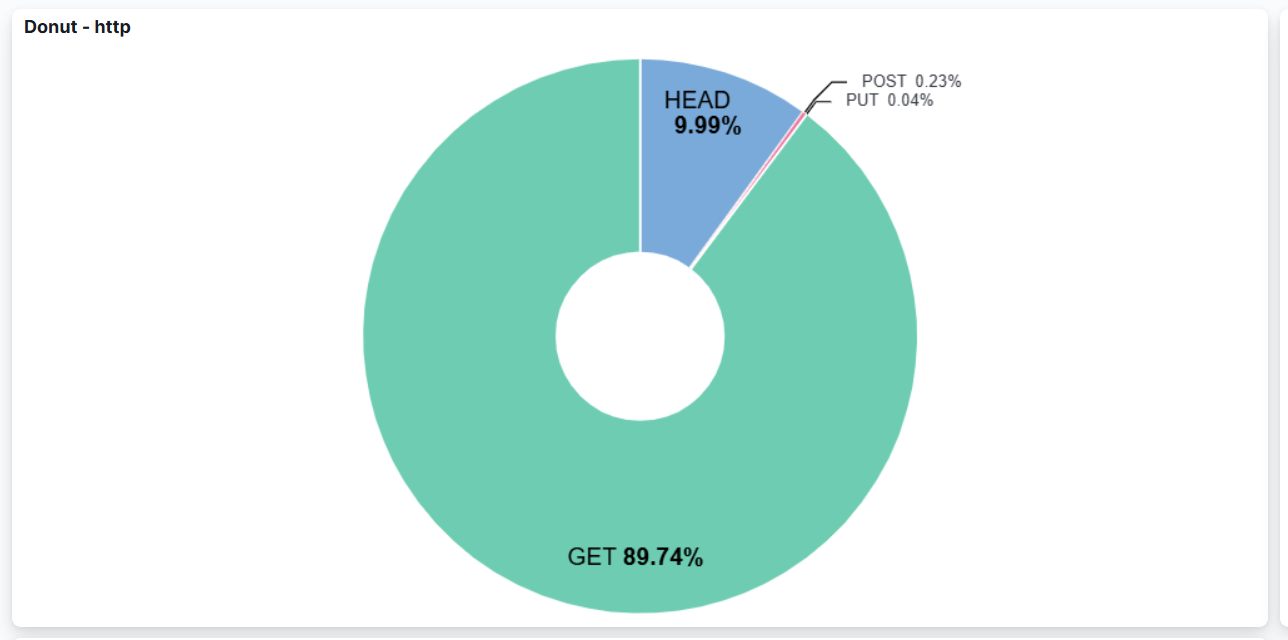 Donut - http
POST 0.23%
PUT 0.04%
HEAD
9.99%
GET 89.74%